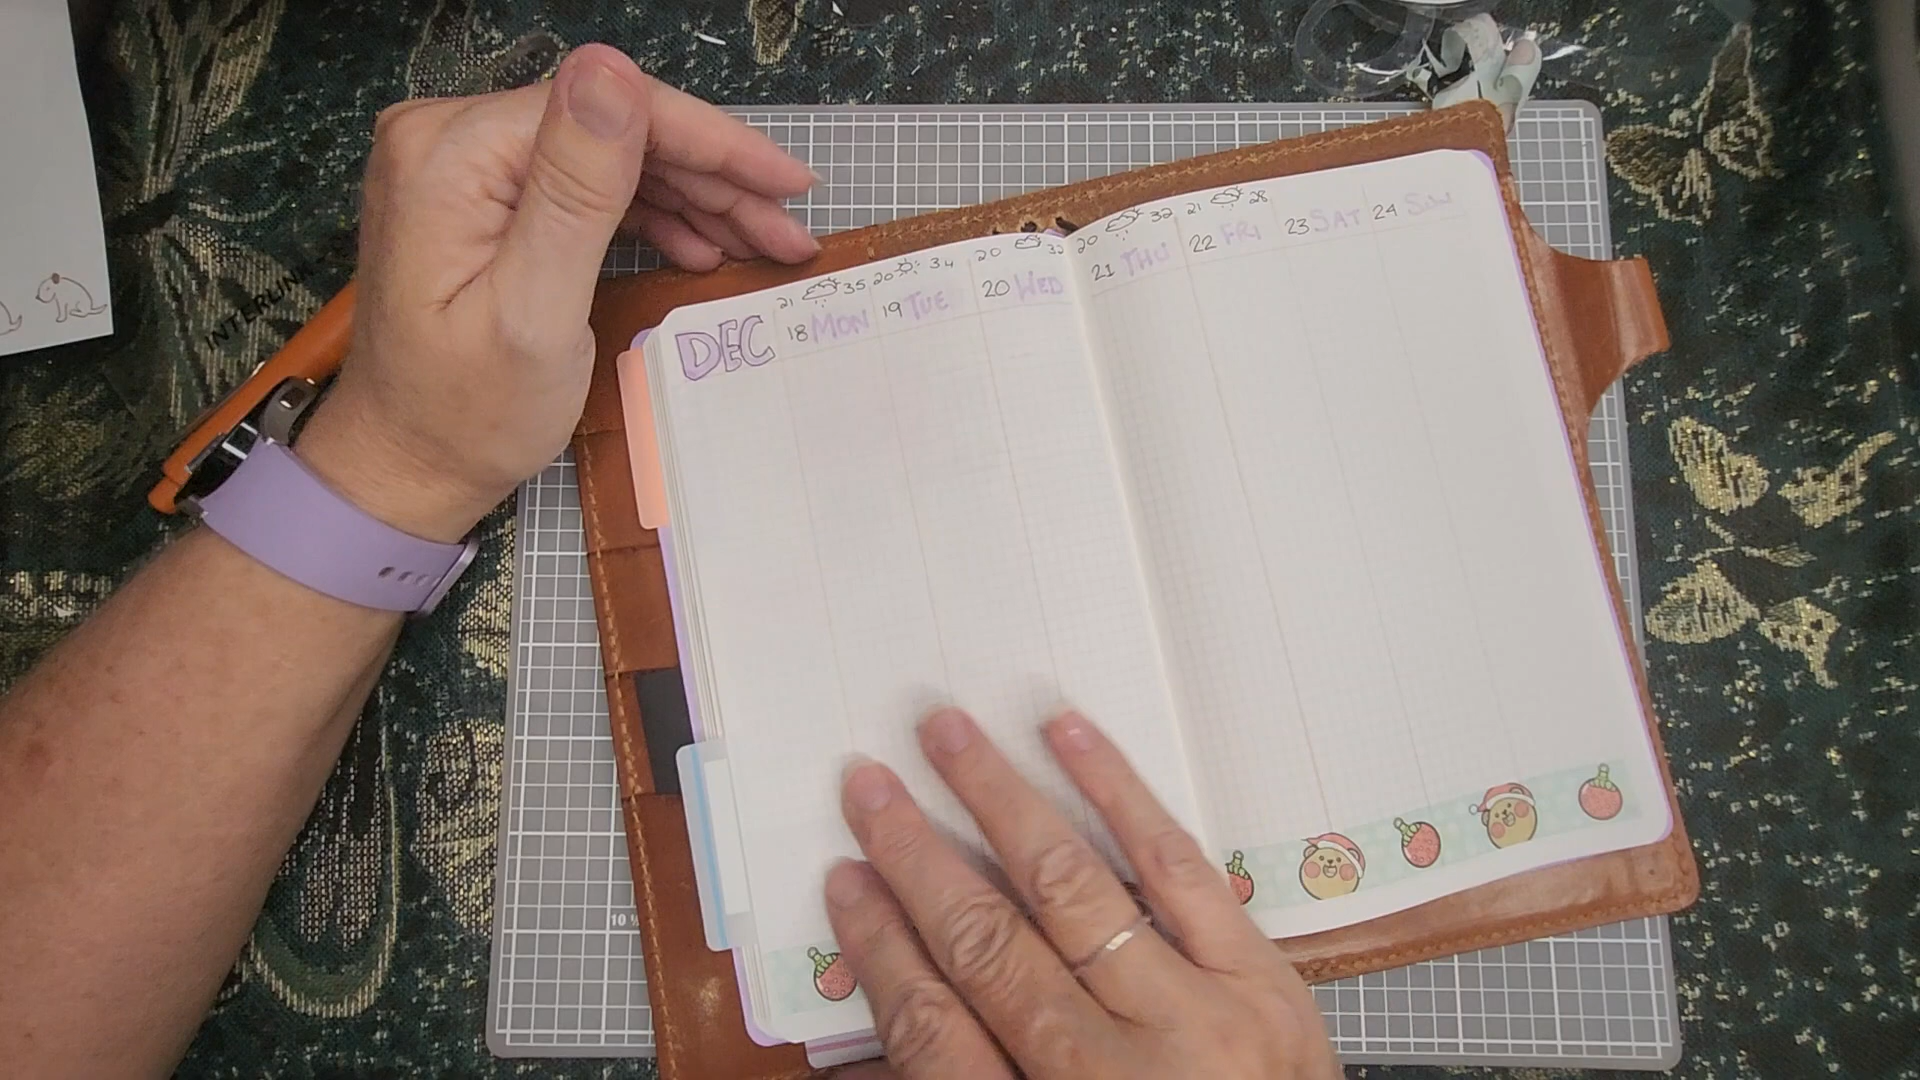 INTERLINK
21 35 20 34 20 32 20 32 21 28
DEC 18 MON 19 TUE 20 WED 21 THU 22 FRI 23 SAT 24 SUN
10